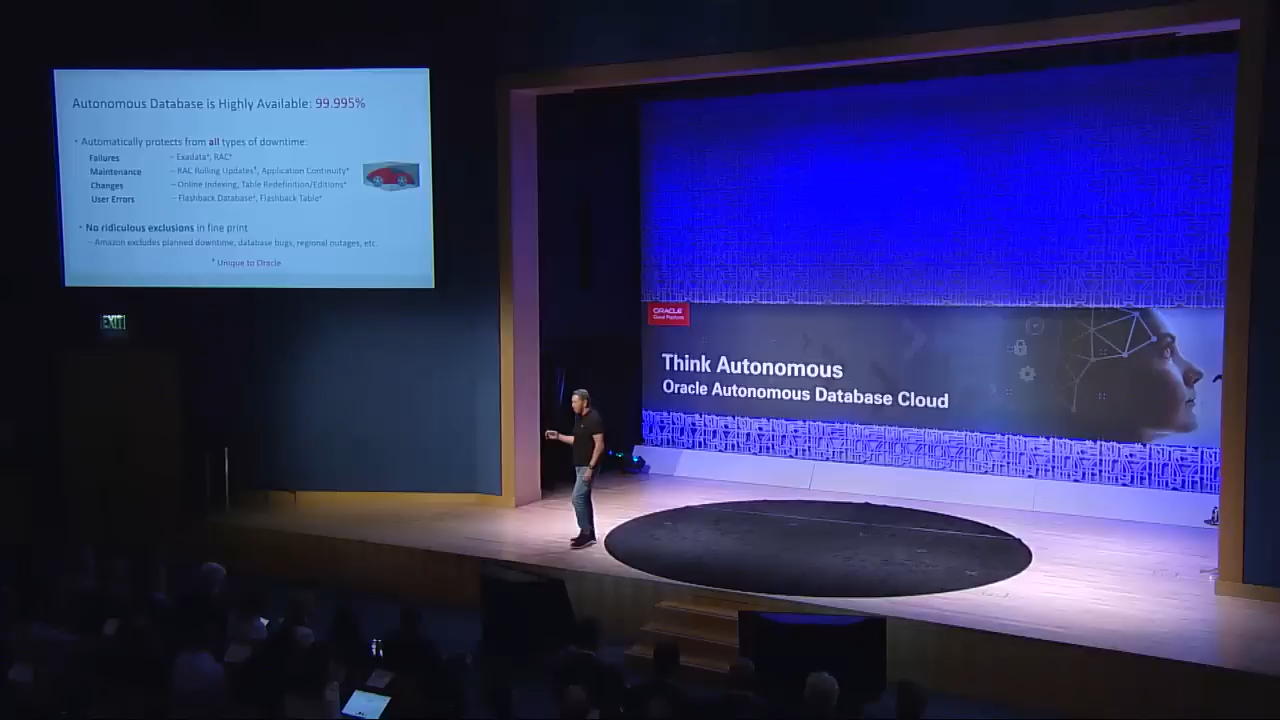 Autonomous Database is Highly Available: 99.995%
• Automatically protects from all types of downtime:
Failures – Exadata*, RAC*
Maintenance – RAC Rolling Updates*, Application Continuity*
Changes – Online Indexing, Table Redefinition/Editions*
User Errors – Flashback Database*, Flashback Table*
• No ridiculous exclusions in fine print
– Amazon excludes planned downtime, database bugs, regional outages, etc.
* Unique to Oracle
EXIT
ORACLE
Cloud Platform
Think Autonomous
Oracle Autonomous Database Cloud